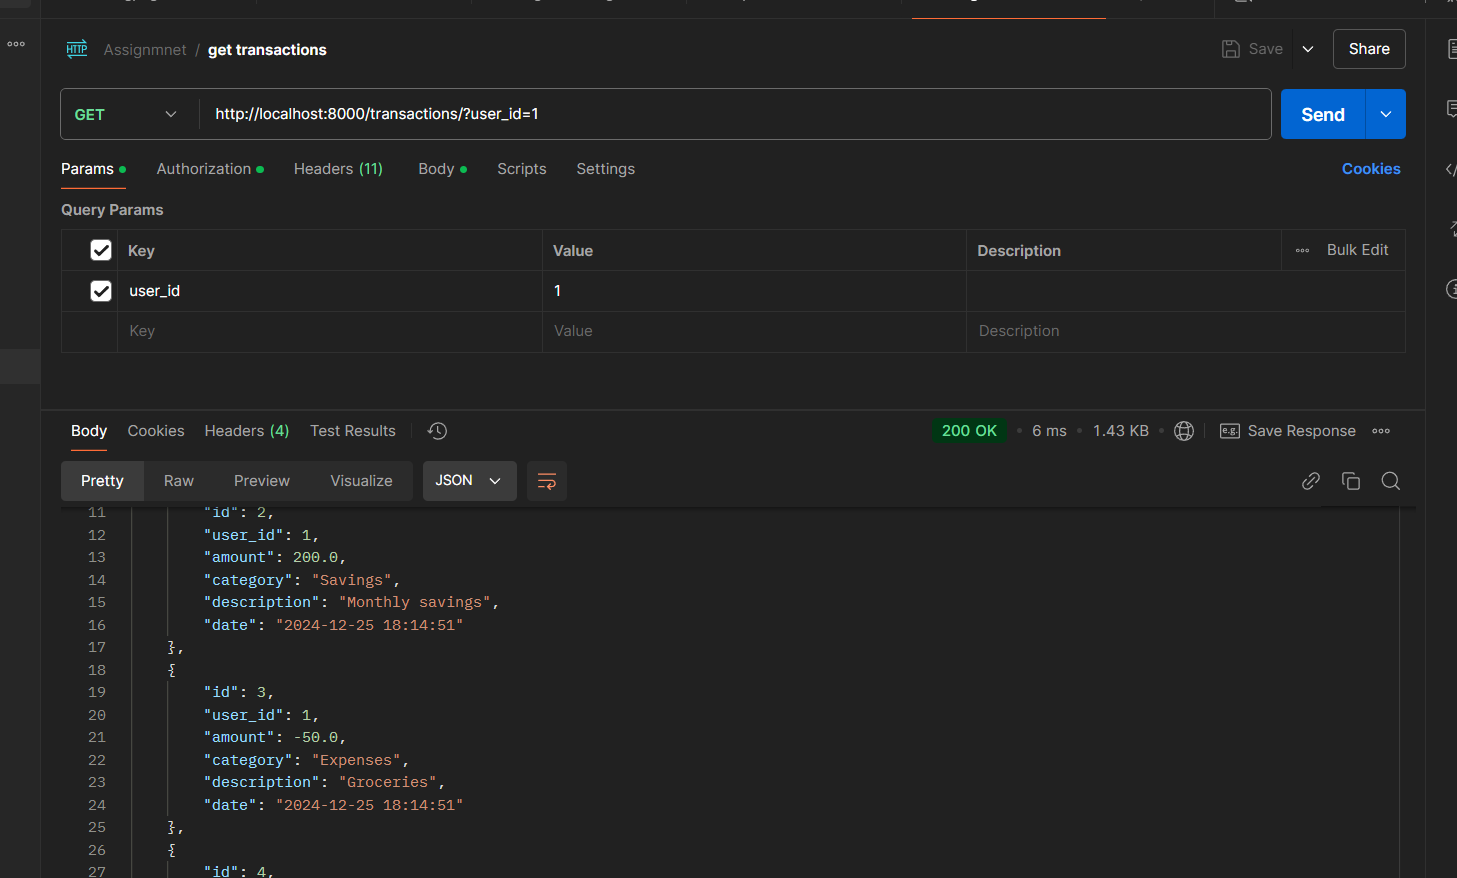 Assignmnet / get transactions
Save
Share
GET
http://localhost:8000/transactions/?user_id=1
Send
Params
Authorization
Headers (11)
Body
Scripts
Settings
Cookies
Query Params
Key Value Description
Bulk Edit
user_id 1
Key Value Description
Body
Cookies
Headers (4)
Test Results
200 OK
6 ms
1.43 KB
e.g.
Save Response
Pretty
Raw
Preview
Visualize
JSON
11 "id": 2,
12 "user_id": 1,
13 "amount": 200.0,
14 "category": "Savings",
15 "description": "Monthly savings",
16 "date": "2024-12-25 18:14:51"
17 },
18 {
19 "id": 3,
20 "user_id": 1,
21 "amount": -50.0,
22 "category": "Expenses",
23 "description": "Groceries",
24 "date": "2024-12-25 18:14:51"
25 },
26 {
27 "id": 4,